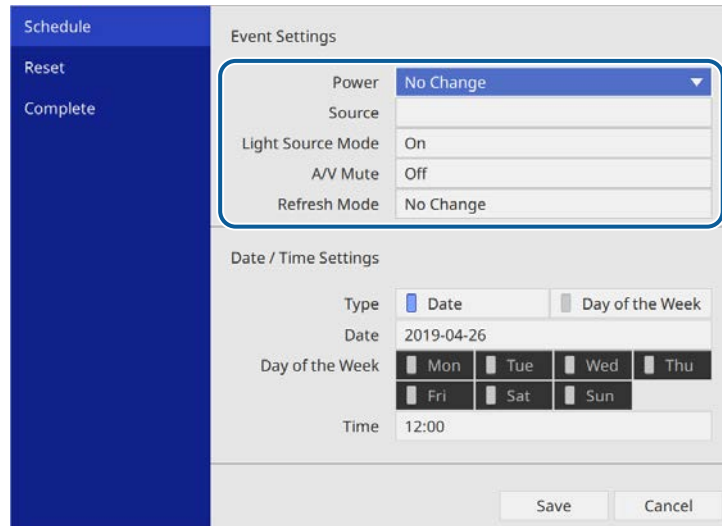 Schedule
Reset
Complete
Event Settings
Power No Change
Source
Light Source Mode On
A/V Mute Off
Refresh Mode No Change
Date / Time Settings
Type Date Day of the Week
Date 2019-04-26
Day of the Week Mon Tue Wed Thu
Fri Sat Sun
Time 12:00
Save Cancel